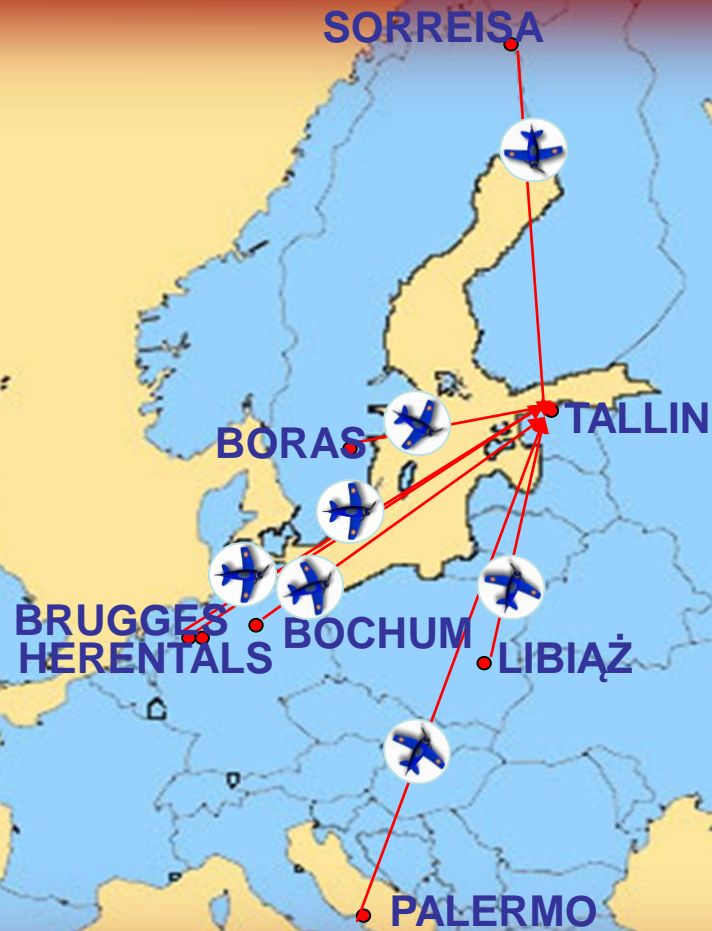 SORREISA
TALLIN
BORAS
BRUGGES
BOCHUM
HERENTALS
LIBIĄŻ
PALERMO